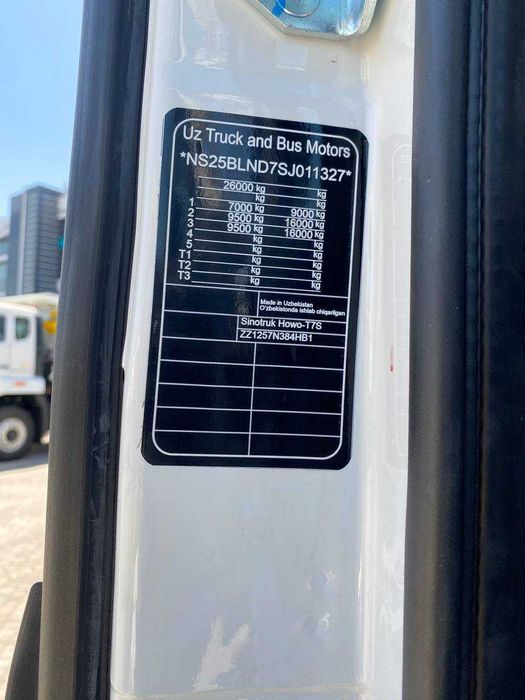 Uz Truck and Bus Motors
*NS25BLND7SJ011327*
26000 kg kg
1 7000 kg 9000 kg
2 9500 kg 16000 kg
3 9500 kg 16000 kg
4 kg kg
5 kg kg
T1 kg kg
T2 kg kg
T3 kg kg
Made in Uzbekistan
O'zbekistonda ishlab chiqarilgan
Sinotruk Howo-T7S
ZZ1257N384HB1